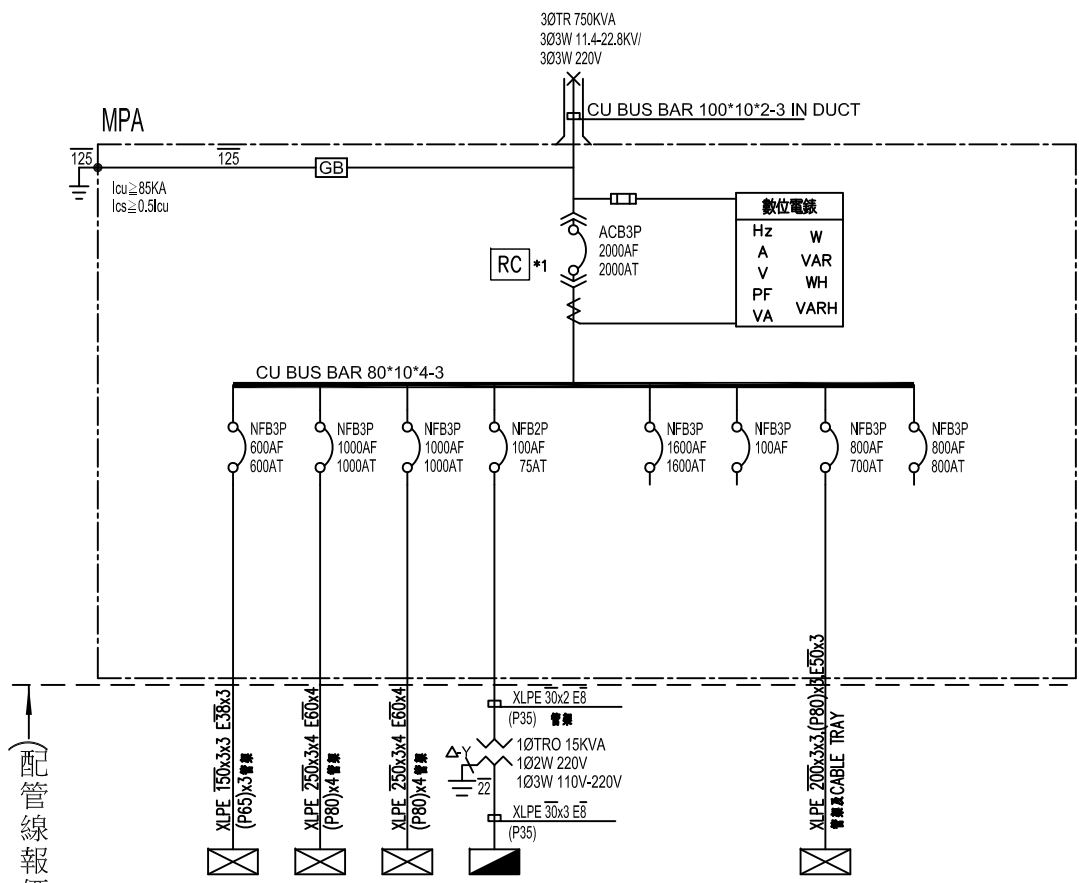 3ØTR 750KVA
3Ø3W 11.4-22.8KV/
3Ø3W 220V
CU BUS BAR 100*10*2-3 IN DUCT
MPA
125
125
GB
Icu≧85KA
Ics≧0.5Icu
ACB3P
2000AF
2000AT
RC *1
數位電錶
Hz
A
V
PF
VA
W
VAR
WH
VARH
CU BUS BAR 80*10*4-3
NFB3P
600AF
600AT
NFB3P
1000AF
1000AT
NFB3P
1000AF
1000AT
NFB2P
100AF
75AT
NFB3P
1600AF
1600AT
NFB3P
100AF
NFB3P
800AF
700AT
NFB3P
800AF
800AT
XLPE 150x3x3 E38x3
(P65)x3管架
XLPE 250x3x4 E60x4
(P80)x4管架
XLPE 250x3x4 E60x4
(P80)x4管架
XLPE 30x2 E8
(P35) 管架
Δ-Y
1ØTRO 15KVA
1Ø2W 220V
1Ø3W 110V-220V
22
XLPE 30x3 E8
(P35)
XLPE 200x3x3,(P80)x3,E50x3
管架及CABLE TRAY
(配管線報